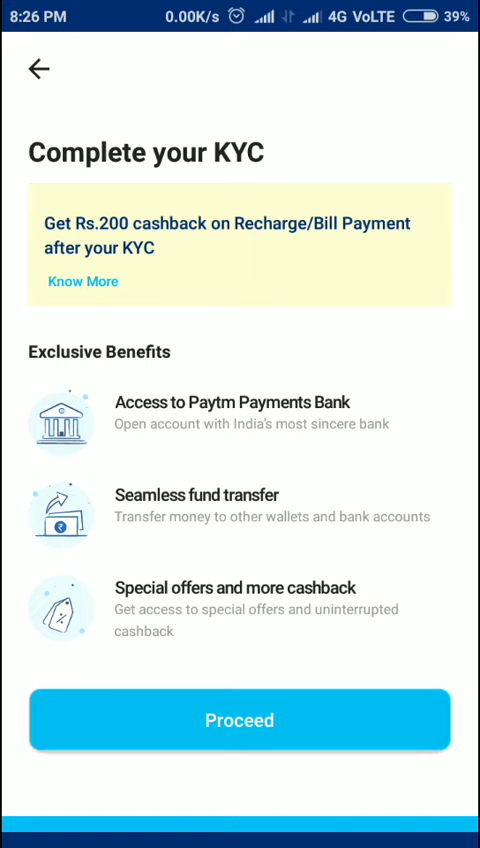 8:26 PM 0.00K/s 4G VoLTE 39%
Complete your KYC
Get Rs.200 cashback on Recharge/Bill Payment
after your KYC
Know More
Exclusive Benefits
Access to Paytm Payments Bank
Open account with India's most sincere bank
Seamless fund transfer
Transfer money to other wallets and bank accounts
Special offers and more cashback
Get access to special offers and uninterrupted
cashback
Proceed